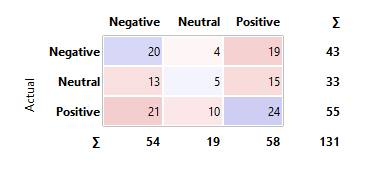 Negative Neutral Positive ∑
Negative 20 4 19 43
Actual
Neutral 13 5 15 33
Positive 21 10 24 55
∑ 54 19 58 131